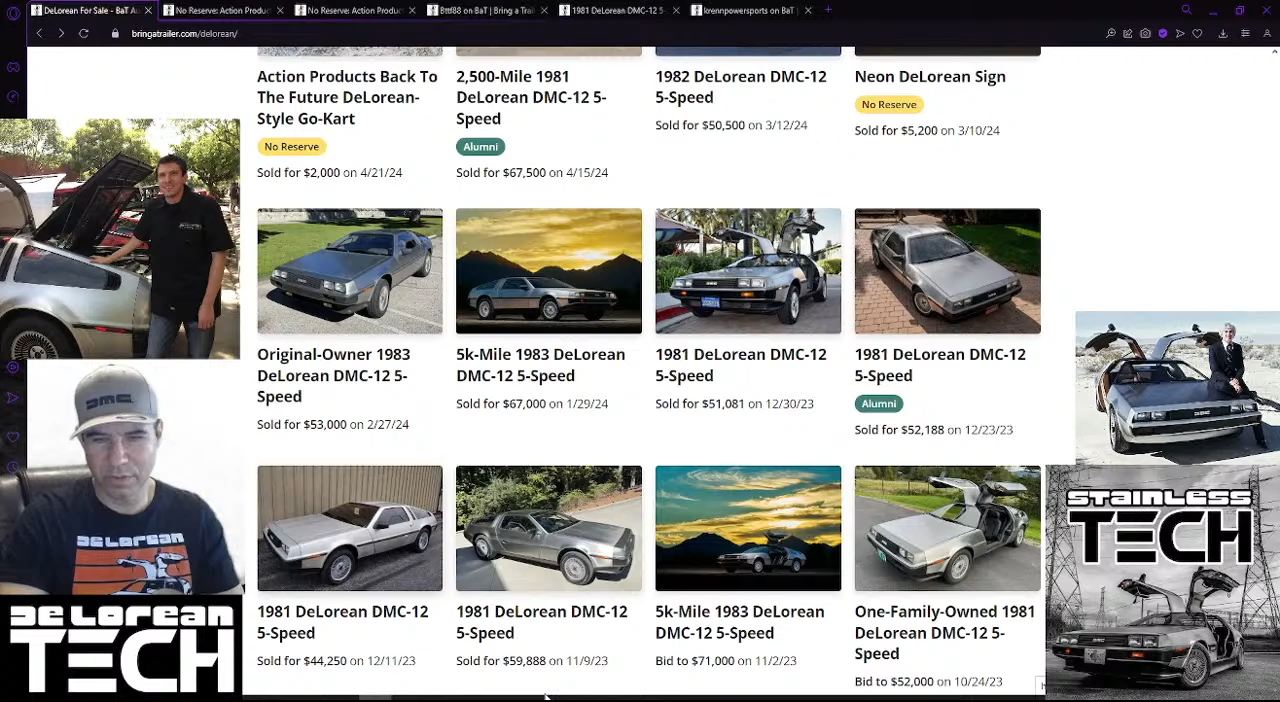 DeLorean For Sale - BaT Au
No Reserve: Action Produc
No Reserve: Action Product
Bttf88 on BaT | Bring a Trail
1981 DeLorean DMC-12 5-
krennpowersports on BaT |
bringatrailer.com/delorean/
Action Products Back To
The Future DeLorean-
Style Go-Kart
No Reserve
Sold for $2,000 on 4/21/24
2,500-Mile 1981
DeLorean DMC-12 5-
Speed
Alumni
Sold for $67,500 on 4/15/24
1982 DeLorean DMC-12
5-Speed
Sold for $50,500 on 3/12/24
Neon DeLorean Sign
No Reserve
Sold for $5,200 on 3/10/24
Original-Owner 1983
DeLorean DMC-12 5-
Speed
Sold for $53,000 on 2/27/24
5k-Mile 1983 DeLorean
DMC-12 5-Speed
Sold for $67,000 on 1/29/24
1981 DeLorean DMC-12
5-Speed
Sold for $51,081 on 12/30/23
1981 DeLorean DMC-12
5-Speed
Alumni
Sold for $52,188 on 12/23/23
1981 DeLorean DMC-12
5-Speed
Sold for $44,250 on 12/11/23
1981 DeLorean DMC-12
5-Speed
Sold for $59,888 on 11/9/23
5k-Mile 1983 DeLorean
DMC-12 5-Speed
Bid to $71,000 on 11/2/23
One-Family-Owned 1981
DeLorean DMC-12 5-
Speed
Bid to $52,000 on 10/24/23
DMC
DELOREAN
DELOREAN
TECH
STAINLESS
TECH